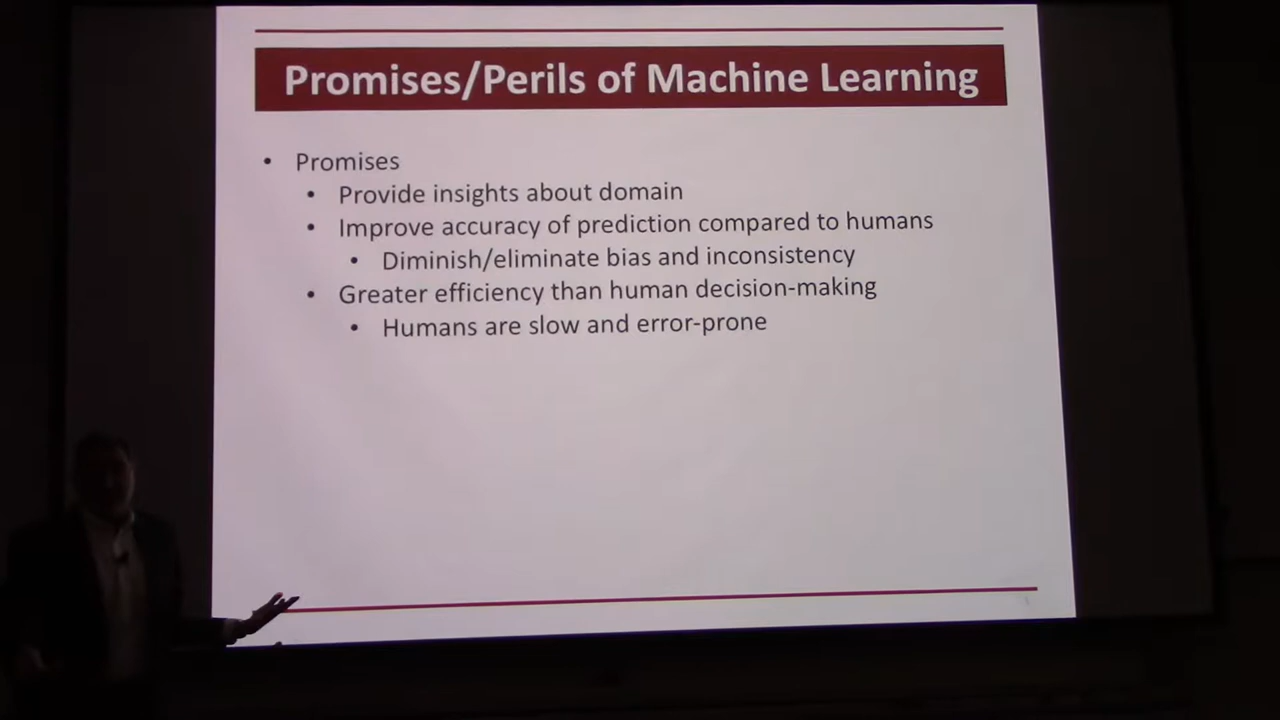 Promises/Perils of Machine Learning
• Promises
• Provide insights about domain
• Improve accuracy of prediction compared to humans
• Diminish/eliminate bias and inconsistency
• Greater efficiency than human decision-making
• Humans are slow and error-prone